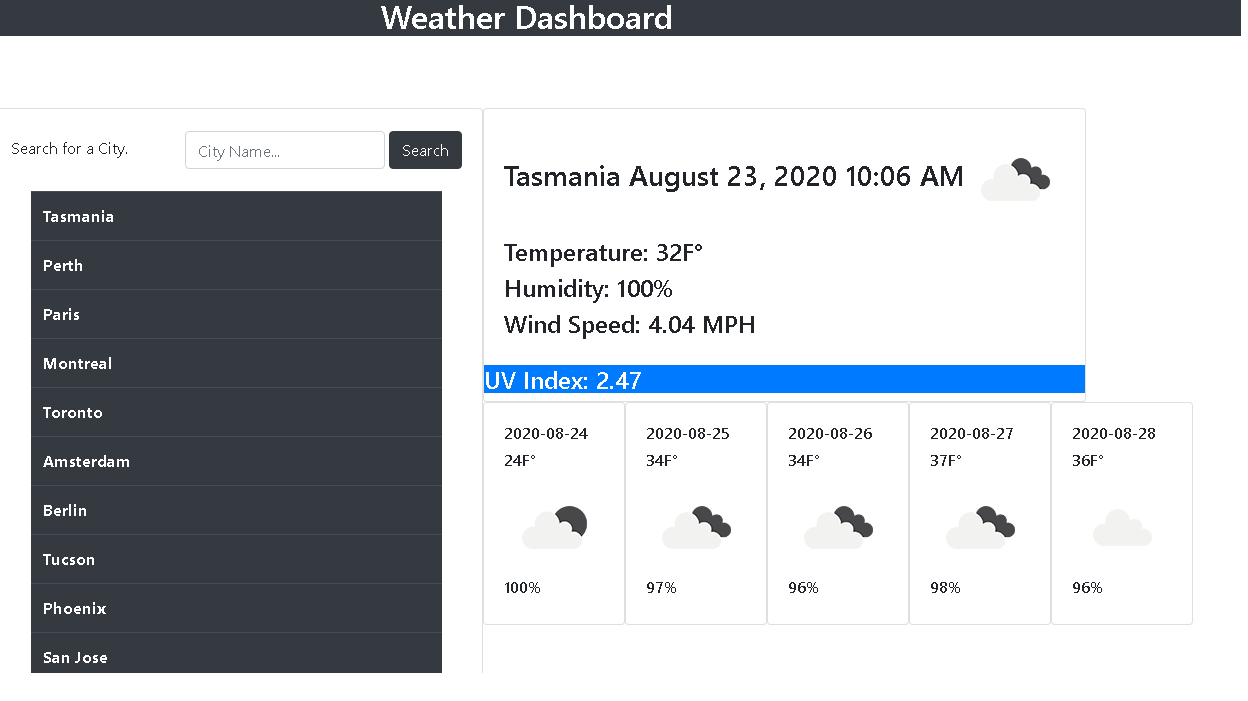 Weather Dashboard
Search for a City.
City Name...
Search
Tasmania
Perth
Paris
Montreal
Toronto
Amsterdam
Berlin
Tucson
Phoenix
San Jose
Tasmania August 23, 2020 10:06 AM
Temperature: 32F°
Humidity: 100%
Wind Speed: 4.04 MPH
UV Index: 2.47
2020-08-24
24F°
100%
2020-08-25
34F°
97%
2020-08-26
34F°
96%
2020-08-27
37F°
98%
2020-08-28
36F°
96%